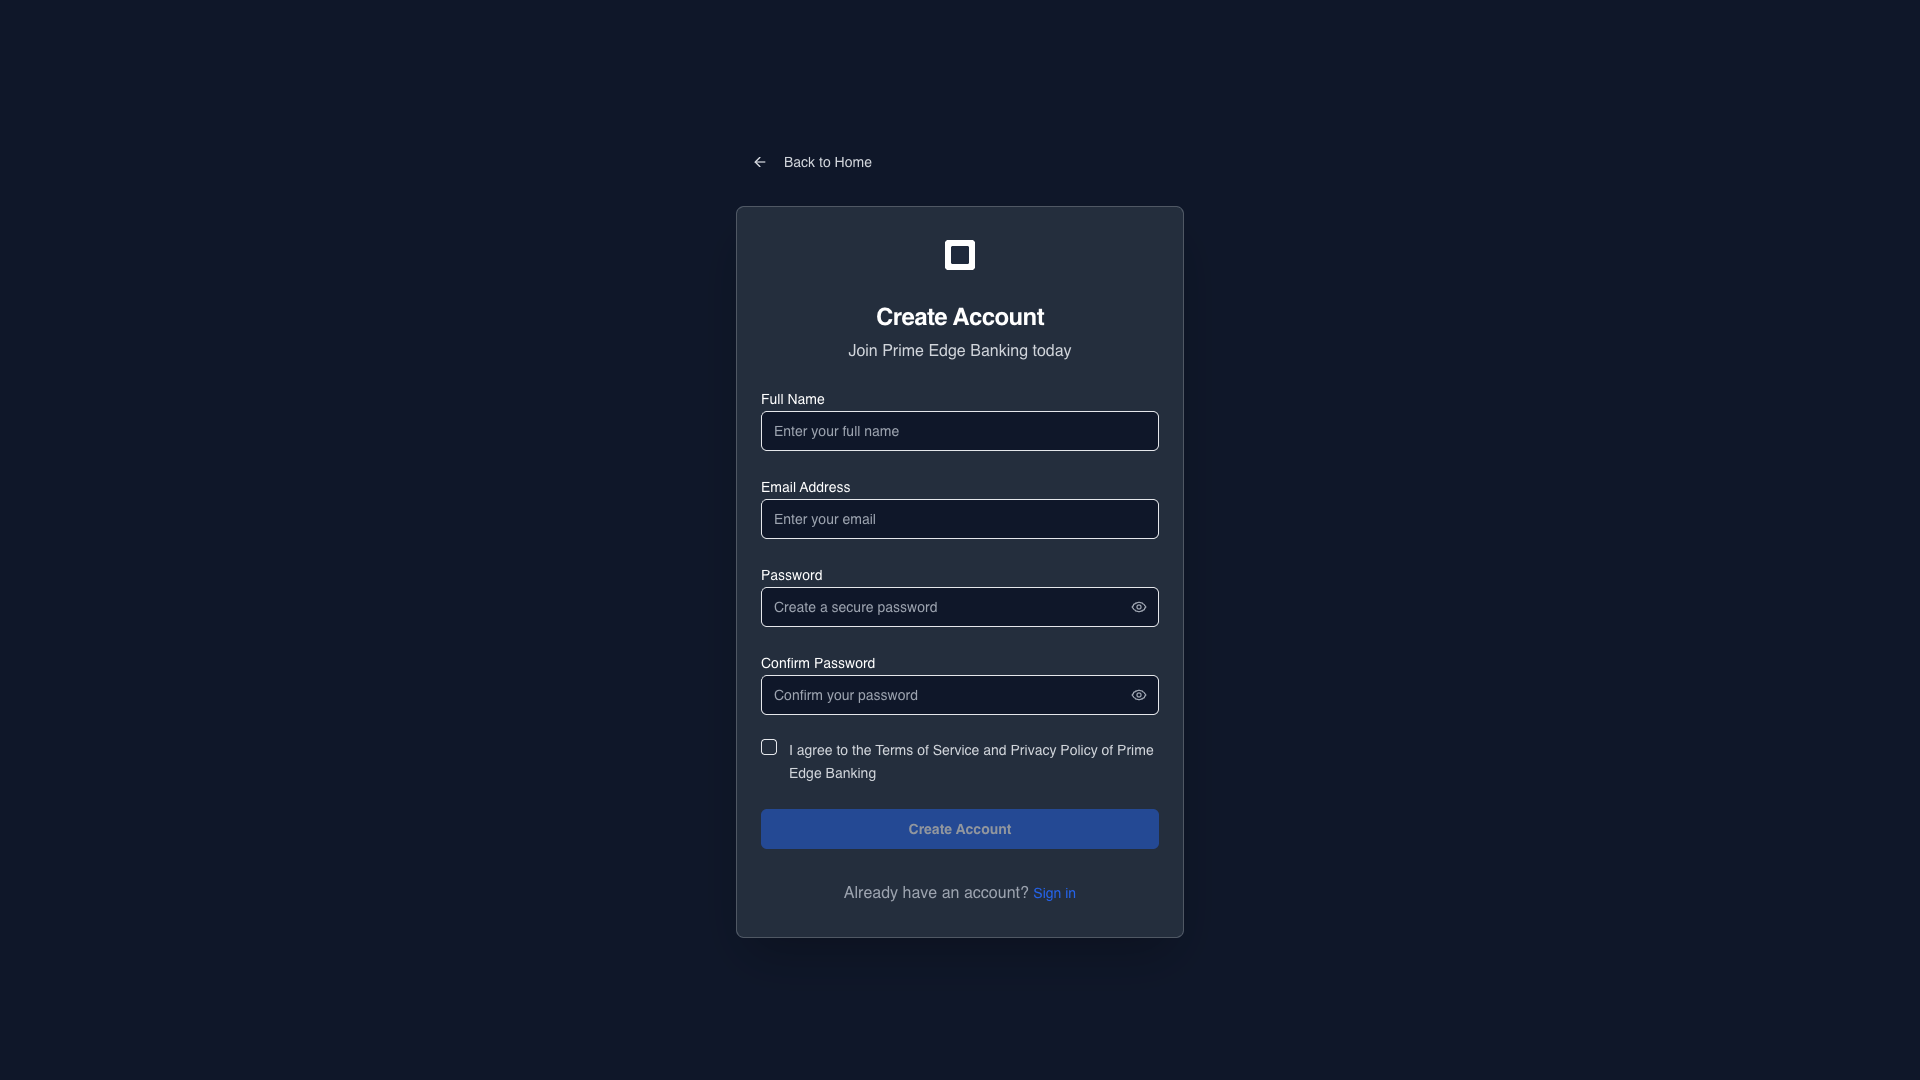 Back to Home
Create Account
Join Prime Edge Banking today
Full Name
Enter your full name
Email Address
Enter your email
Password
Create a secure password
Confirm Password
Confirm your password
I agree to the Terms of Service and Privacy Policy of Prime
Edge Banking
Create Account
Already have an account? Sign in